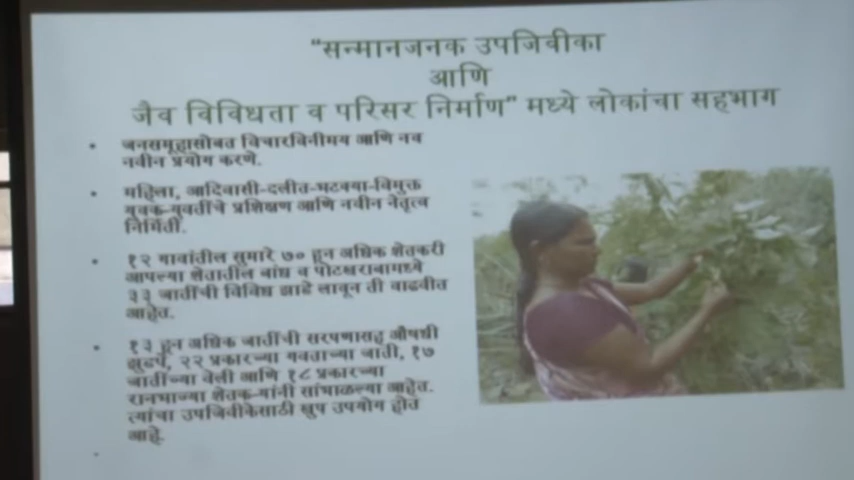 “सन्मानजनक उपजिवीका
आणि
जैव विविधता व परिसर निर्माण” मध्ये लोकांचा सहभाग
• जनसमूहासोबत विचारविनीमय आणि नव
नवीन प्रयोग करणे.
• महिला, आदिवासी-दलीत-भटक्या-विमुक्त
युवक-युवतींचे प्रशिक्षण आणि नवीन नेतृत्व
निर्मिती.
• १२ गावांतील सुमारे ७० हून अधिक शेतकरी
आपल्या शेतातील बांध व पोटखराबामध्ये
३३ जातींची विविध झाडे लावून ती वाढवीत
आहेत.
• १३ हून अधिक जातींची सरपणासह औषधी
झुडपे, २२ प्रकारच्या गवताच्या जाती, १७
जातींच्या वेली आणि १८ प्रकारच्या
रानभाज्या शेतक-यांनी सांभाळल्या आहेत.
त्यांचा उपजिवीकेसाठी खुप उपयोग होत
आहे.